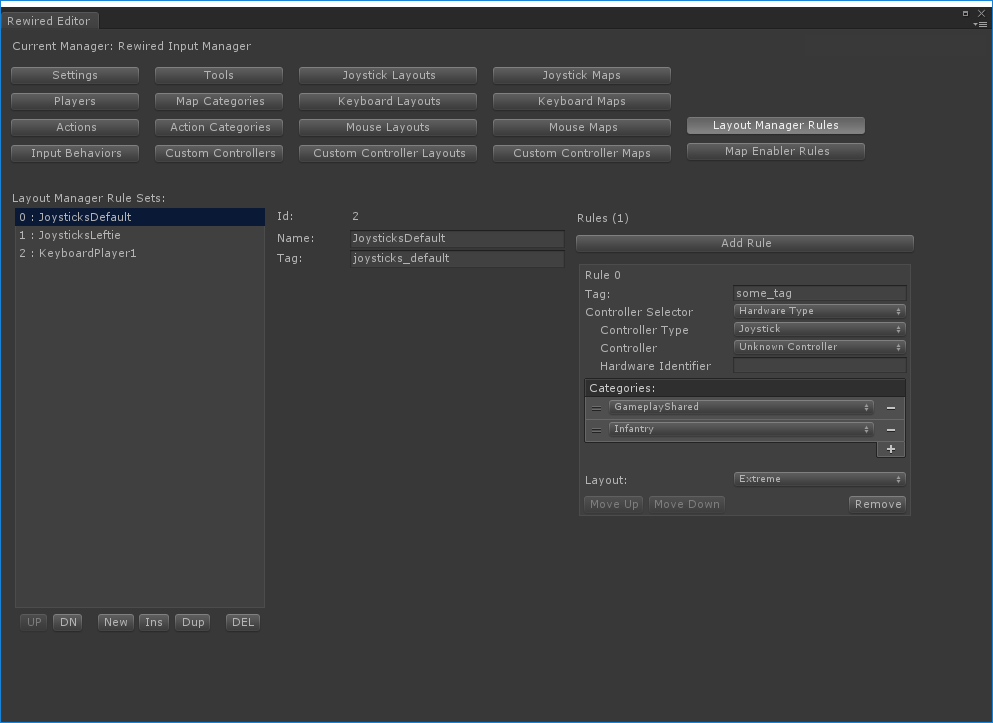 Rewired Editor
Current Manager: Rewired Input Manager
Settings Tools Joystick Layouts Joystick Maps
Players Map Categories Keyboard Layouts Keyboard Maps
Actions Action Categories Mouse Layouts Mouse Maps Layout Manager Rules
Input Behaviors Custom Controllers Custom Controller Layouts Custom Controller Maps Map Enabler Rules
Layout Manager Rule Sets:
0 : JoysticksDefault
1 : JoysticksLeftie
2 : KeyboardPlayer1
UP DN New Ins Dup DEL
Id: 2
Name: JoysticksDefault
Tag: joysticks_default
Rules (1)
Add Rule
Rule 0
Tag: some_tag
Controller Selector Hardware Type
Controller Type Joystick
Controller Unknown Controller
Hardware Identifier
Categories:
GameplayShared
Infantry
Layout: Extreme
Move Up Move Down Remove